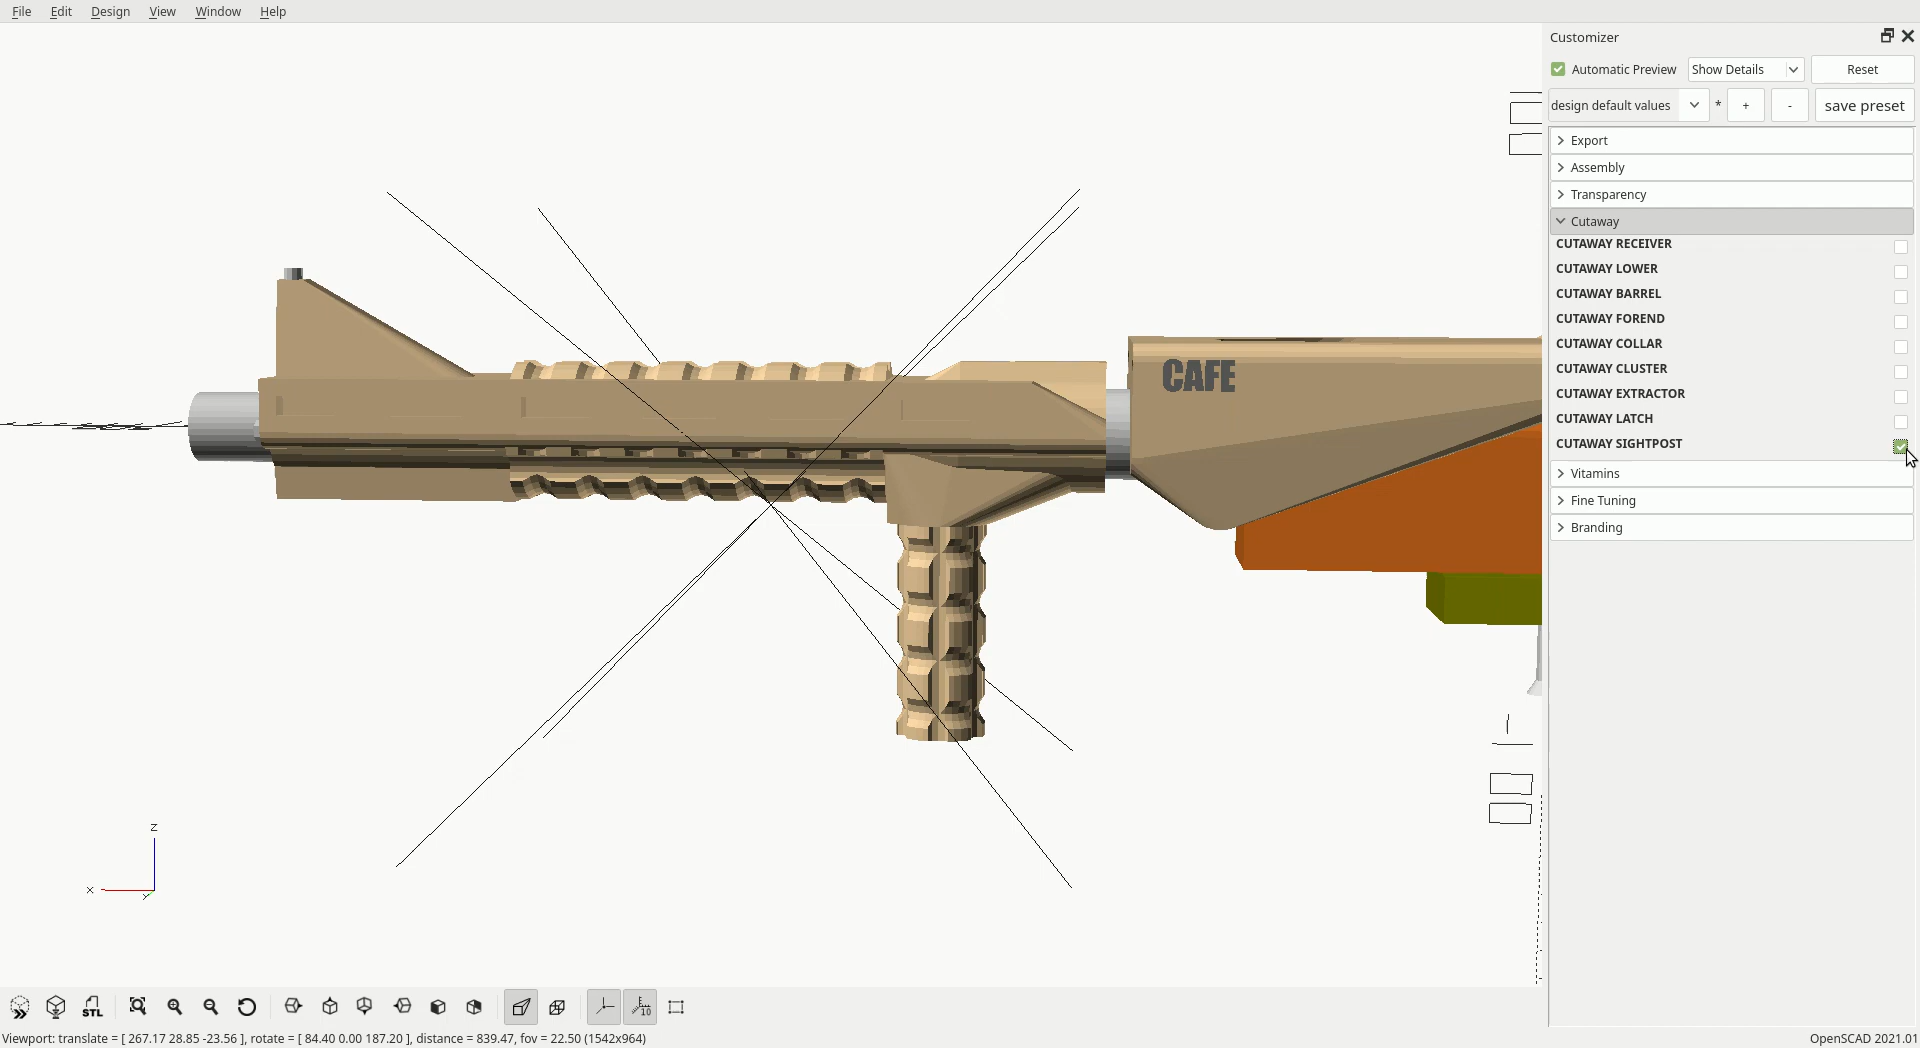 File Edit Design View Window Help
Customizer
Automatic Preview Show Details Reset
design default values * + - save preset
Export
Assembly
Transparency
Cutaway
CUTAWAY RECEIVER
CUTAWAY LOWER
CUTAWAY BARREL
CUTAWAY FOREND
CUTAWAY COLLAR
CUTAWAY CLUSTER
CUTAWAY EXTRACTOR
CUTAWAY LATCH
CUTAWAY SIGHTPOST
Vitamins
Fine Tuning
Branding
CAFE
z
x
y
STL
10
Viewport: translate = [ 267.17 28.85 -23.56 ], rotate = [ 84.40 0.00 187.20 ], distance = 839.47, fov = 22.50 (1542x964)
OpenSCAD 2021.01